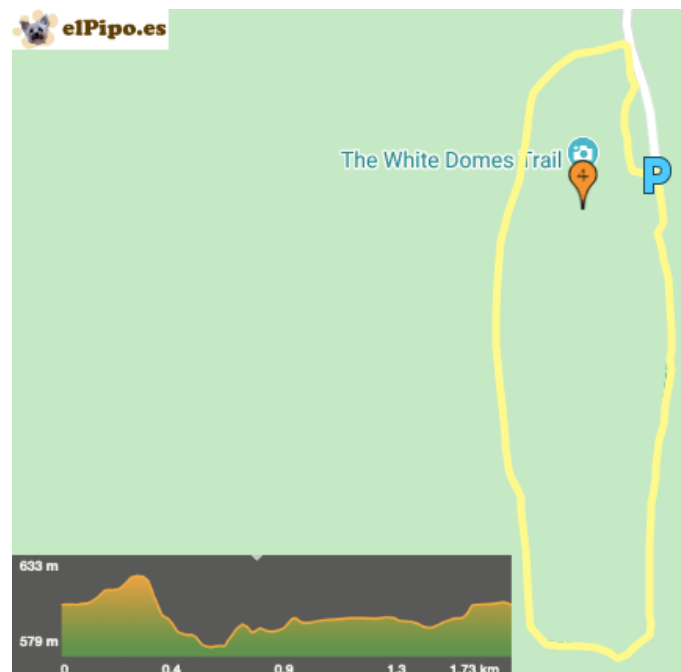 elPipo.es
The White Domes Trail
P
633 m
579 m
0 0.4 0.9 1.3 1.73 km